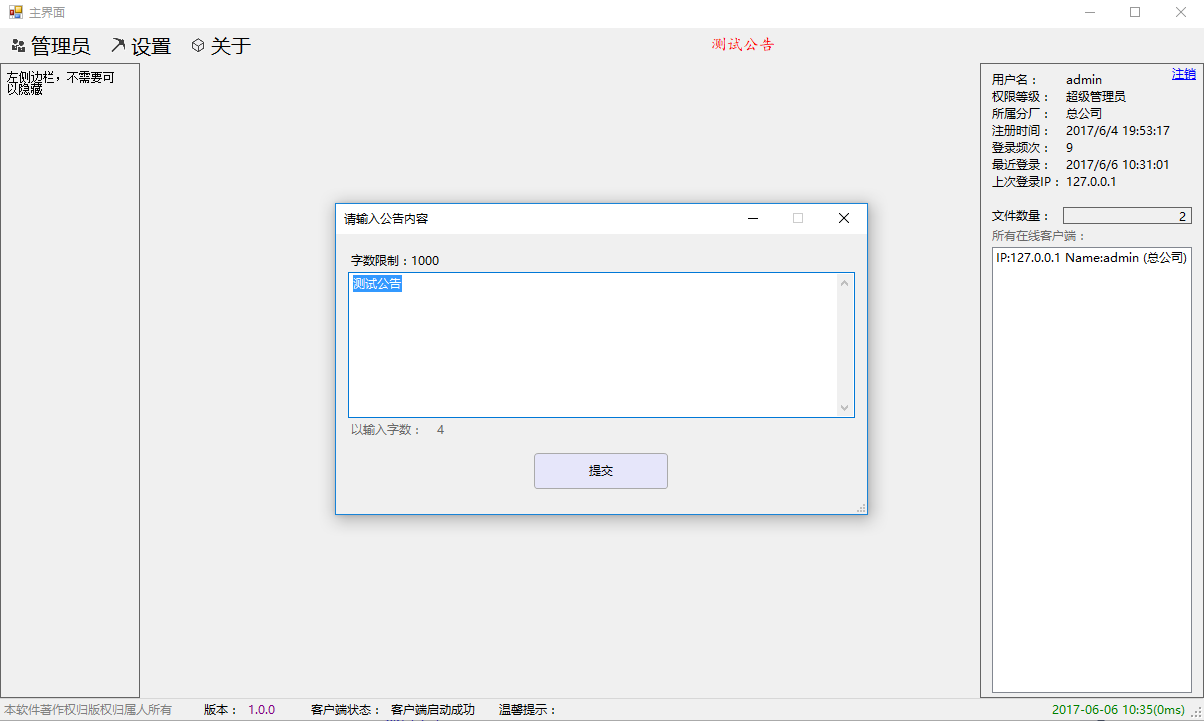 主界面
管理员 设置 关于
测试公告
左侧边栏，不需要可
以隐藏
注销
用户名： admin
权限等级： 超级管理员
所属分厂： 总公司
注册时间： 2017/6/4 19:53:17
登录频次： 9
最近登录： 2017/6/6 10:31:01
上次登录IP： 127.0.0.1
文件数量： 2
所有在线客户端：
IP:127.0.0.1 Name:admin (总公司)
请输入公告内容
字数限制：1000
测试公告
以输入字数： 4
提交
本软件著作权归版权归属人所有 版本： 1.0.0 客户端状态： 客户端启动成功 温馨提示： 2017-06-06 10:35(0ms)